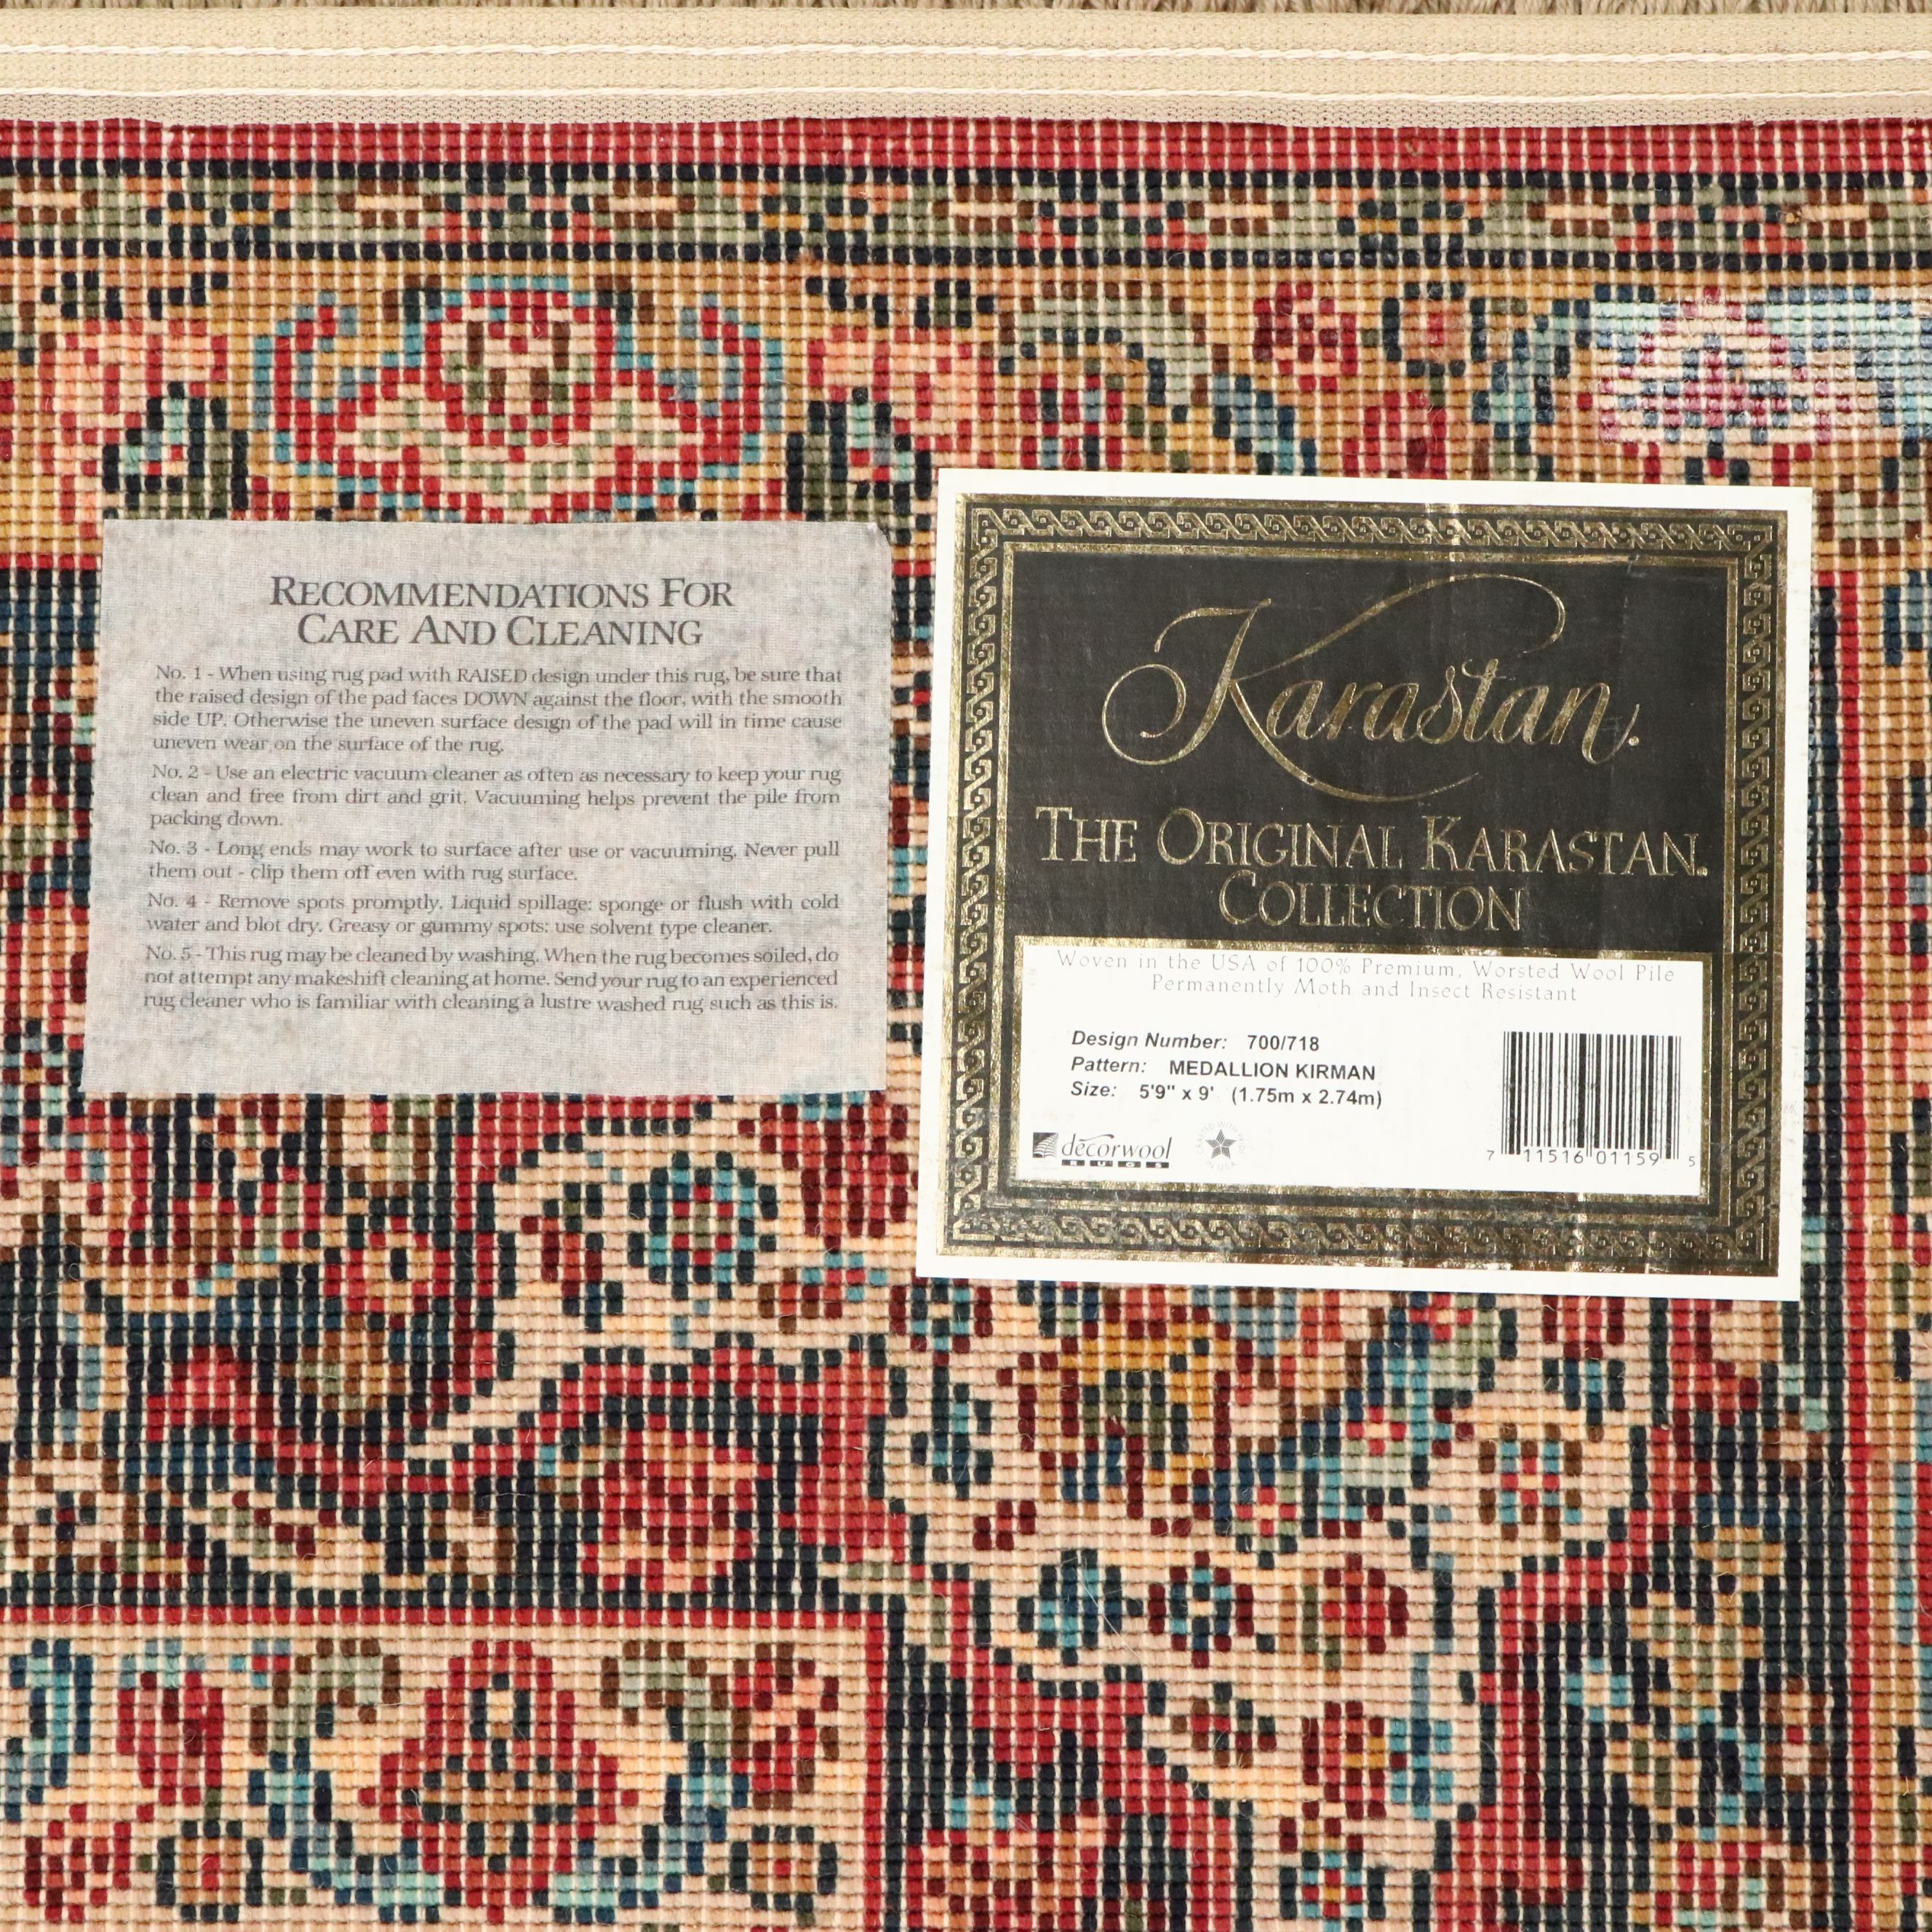 RECOMMENDATIONS FOR
CARE AND CLEANING
No. 1 - When using rug pad with RAISED design under this rug, be sure that
the raised design of the pad faces DOWN against the floor, with the smooth
side UP. Otherwise the uneven surface design of the pad will in time cause
uneven wear on the surface of the rug.
No. 2 - Use an electric vacuum cleaner as often as necessary to keep your rug
clean and free from dirt and grit. Vacuuming helps prevent the pile from
packing down.
No. 3 - Long ends may work to surface after use or vacuuming. Never pull
them out - clip them off even with rug surface.
No. 4 - Remove spots promptly. Liquid spillage: sponge or flush with cold
water and blot dry. Greasy or gummy spots: use solvent type cleaner.
No. 5 - This rug may be cleaned by washing. When the rug becomes soiled, do
not attempt any makeshift cleaning at home. Send your rug to an experienced
rug cleaner who is familiar with cleaning a lustre washed rug such as this is.
Karastan.
THE ORIGINAL KARASTAN.
COLLECTION
Woven in the USA of 100% Premium, Worsted Wool Pile
Permanently Moth and Insect Resistant
Design Number: 700/718
Pattern: MEDALLION KIRMAN
Size: 5'9" x 9' (1.75m x 2.74m)
decorwool
RUGS
7 11516 01159 5